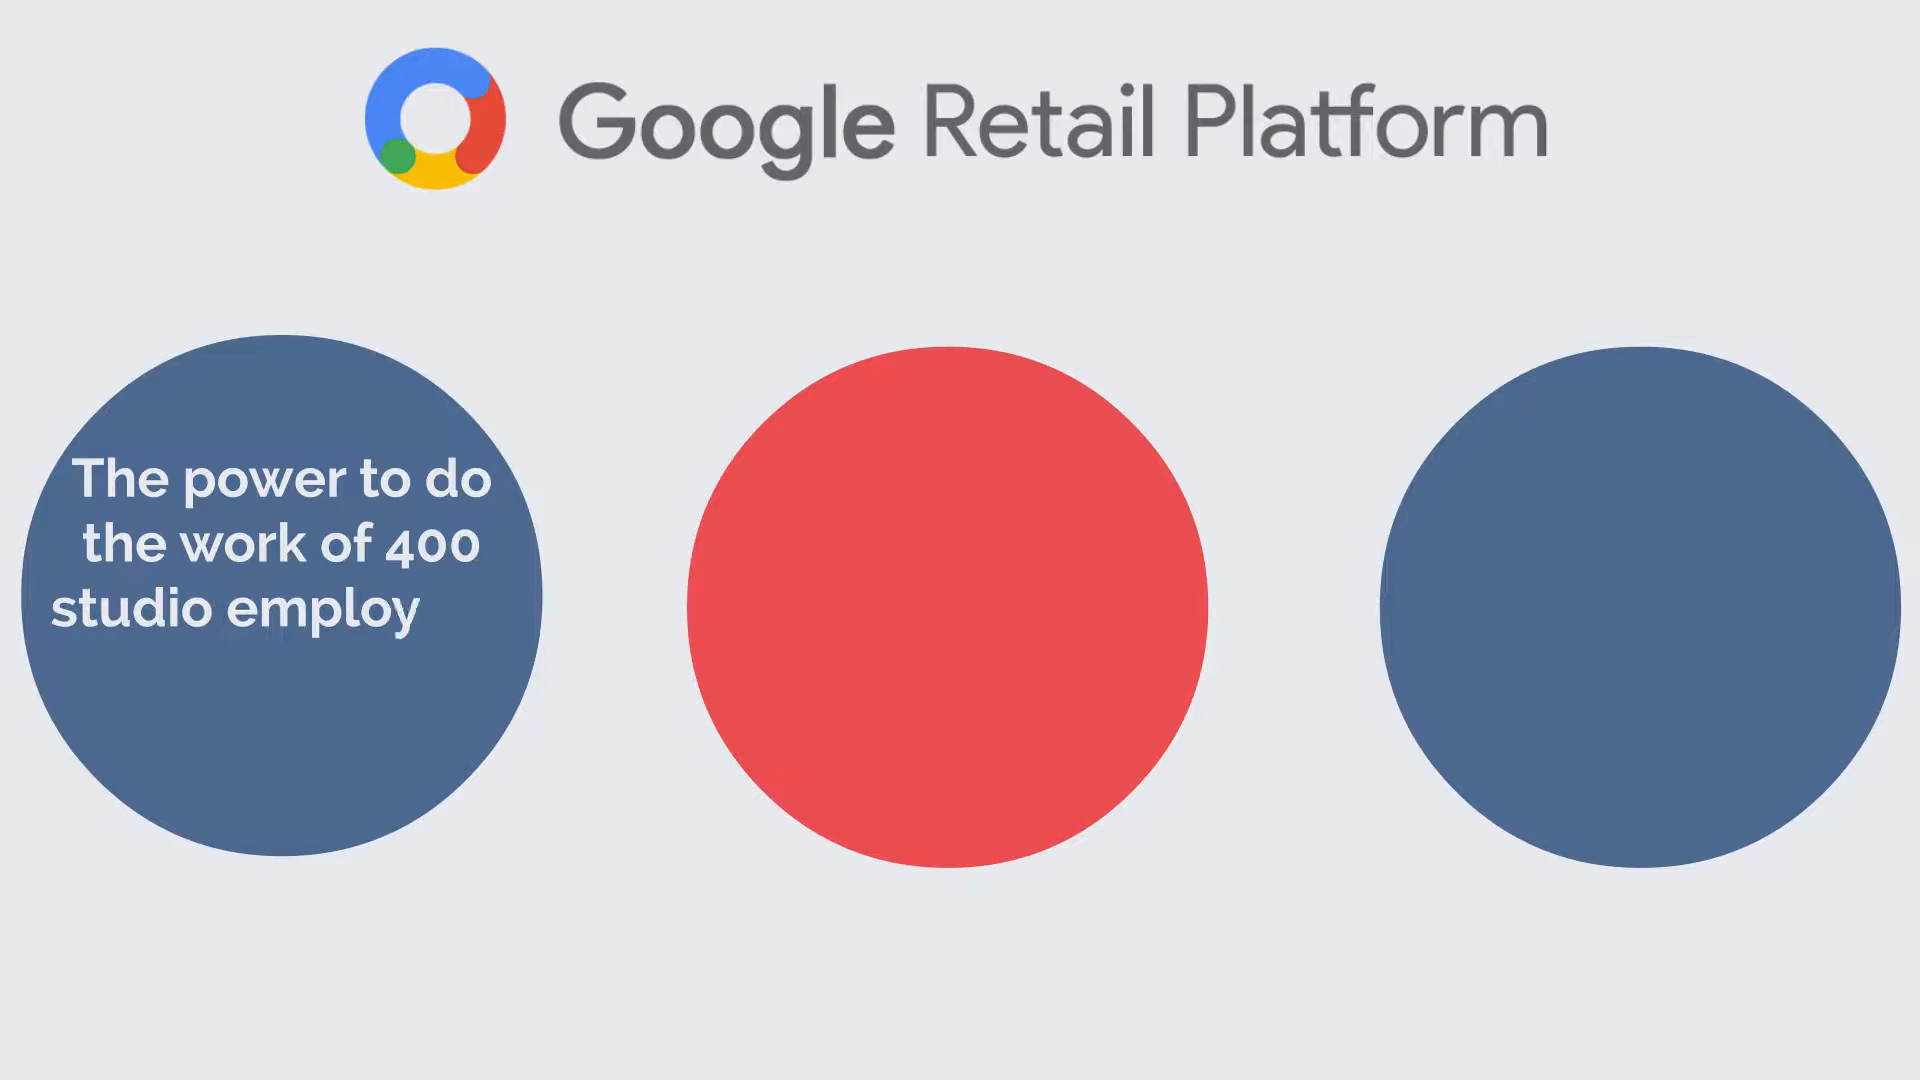 Google Retail Platform
The power to do
the work of 400
studio employ